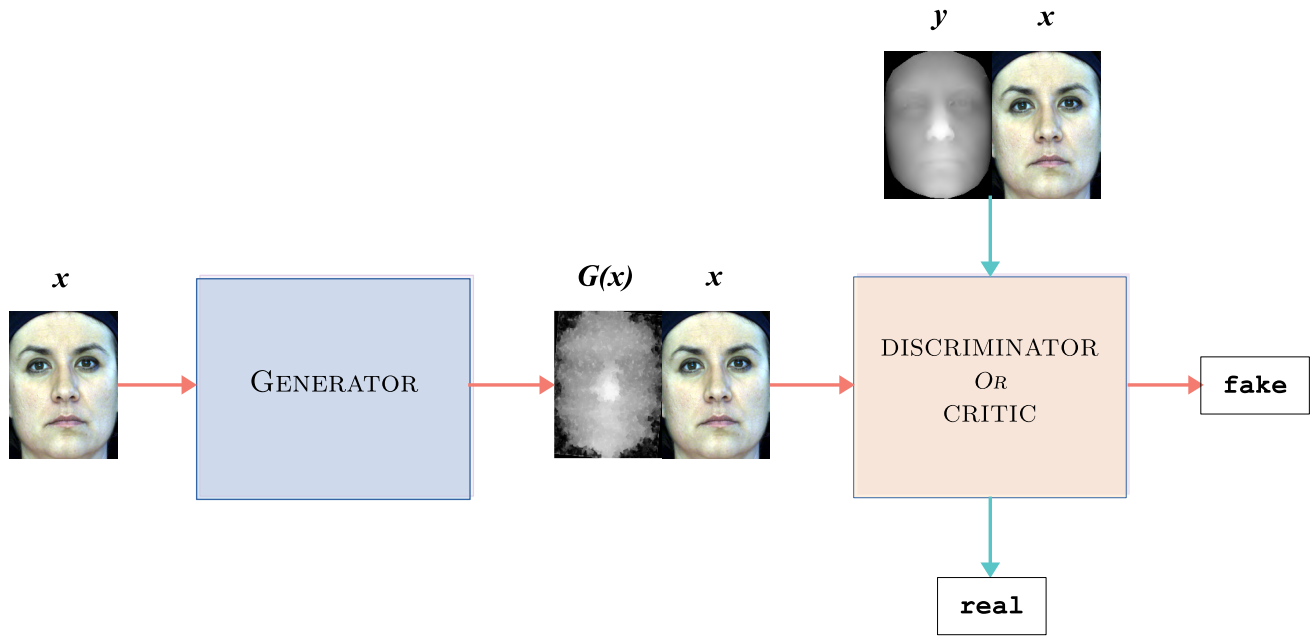 y x
x
G(x) x
GENERATOR
DISCRIMINATOR
OR
CRITIC
fake
real